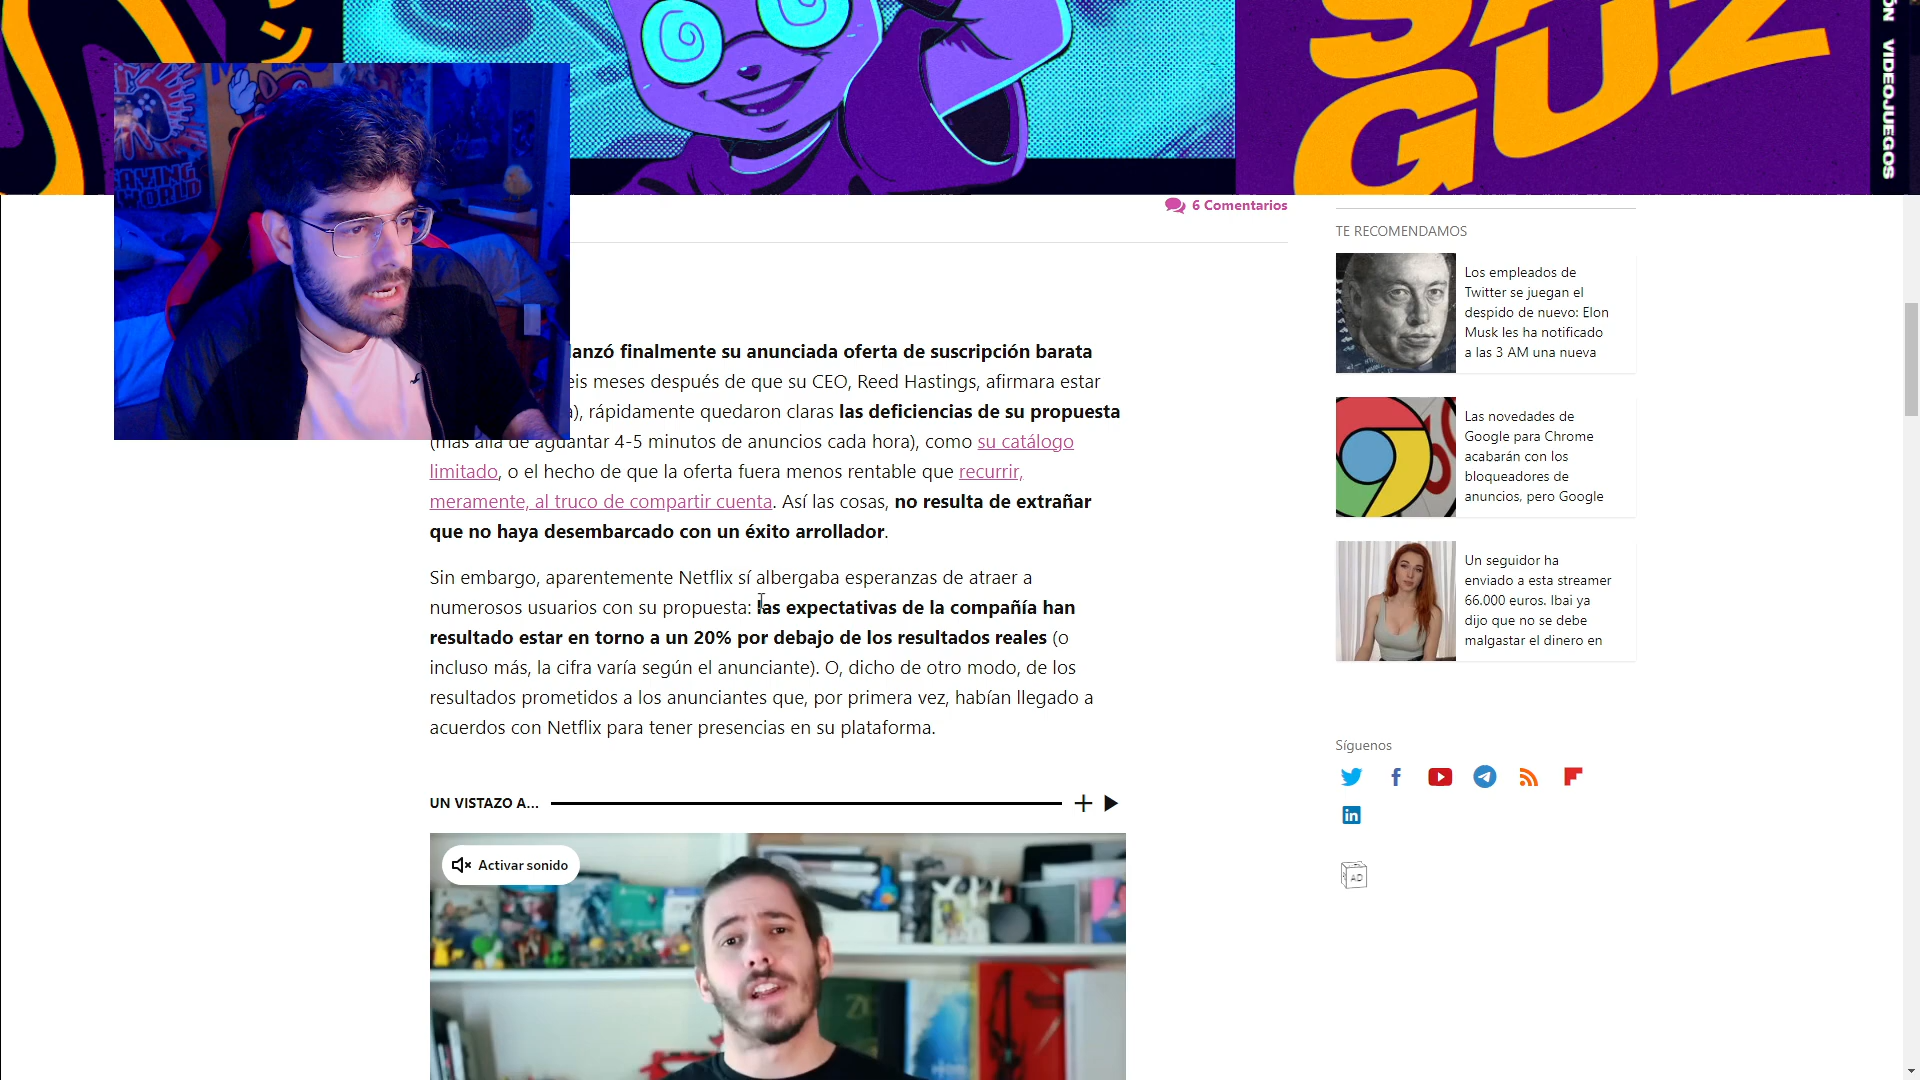 ン
SA
GUZ
ÓN VIDEOJUEGOS
6 Comentarios
lanzó finalmente su anunciada oferta de suscripción barata
eis meses después de que su CEO, Reed Hastings, afirmara estar
a), rápidamente quedaron claras las deficiencias de su propuesta
(más allá de aguantar 4-5 minutos de anuncios cada hora), como su catálogo
limitado, o el hecho de que la oferta fuera menos rentable que recurrir,
meramente, al truco de compartir cuenta. Así las cosas, no resulta de extrañar
que no haya desembarcado con un éxito arrollador.
Sin embargo, aparentemente Netflix sí albergaba esperanzas de atraer a
numerosos usuarios con su propuesta: las expectativas de la compañía han
resultado estar en torno a un 20% por debajo de los resultados reales (o
incluso más, la cifra varía según el anunciante). O, dicho de otro modo, de los
resultados prometidos a los anunciantes que, por primera vez, habían llegado a
acuerdos con Netflix para tener presencias en su plataforma.
UN VISTAZO A...
Activar sonido
TE RECOMENDAMOS
Los empleados de
Twitter se juegan el
despido de nuevo: Elon
Musk les ha notificado
a las 3 AM una nueva
Las novedades de
Google para Chrome
acabarán con los
bloqueadores de
anuncios, pero Google
Un seguidor ha
enviado a esta streamer
66.000 euros. Ibai ya
dijo que no se debe
malgastar el dinero en
Síguenos
AD